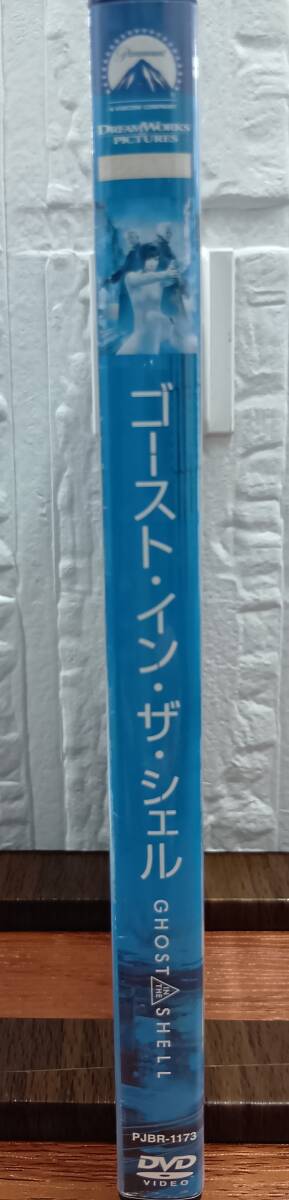 Paramount
A VIACOM COMPANY
DREAMWORKS
PICTURES
ゴースト・イン・ザ・シェル
GHOST IN THE SHELL
PJBR-1173
DVD
VIDEO